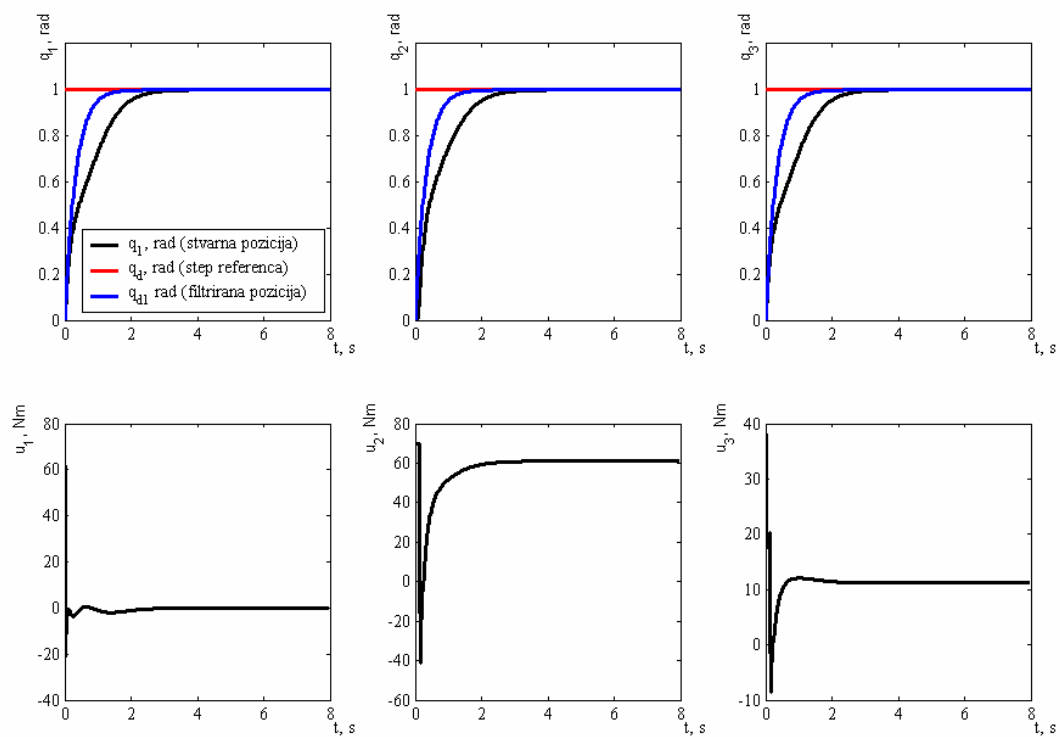 q1, rad
q2, rad
q3, rad
1
0.8
0.6
0.4
0.2
0
0 2 4 6 8
t, s
q1, rad (stvarna pozicija)
qd, rad (step referenca)
qd1 rad (filtrirana pozicija)
1
0.8
0.6
0.4
0.2
0
0 2 4 6 8
t, s
1
0.8
0.6
0.4
0.2
0
0 2 4 6 8
t, s
u1, Nm
80
60
40
20
0
-20
-40
0 2 4 6 8
t, s
u2, Nm
80
60
40
20
0
-20
-40
-60
0 2 4 6 8
t, s
u3, Nm
40
30
20
10
0
-10
0 2 4 6 8
t, s